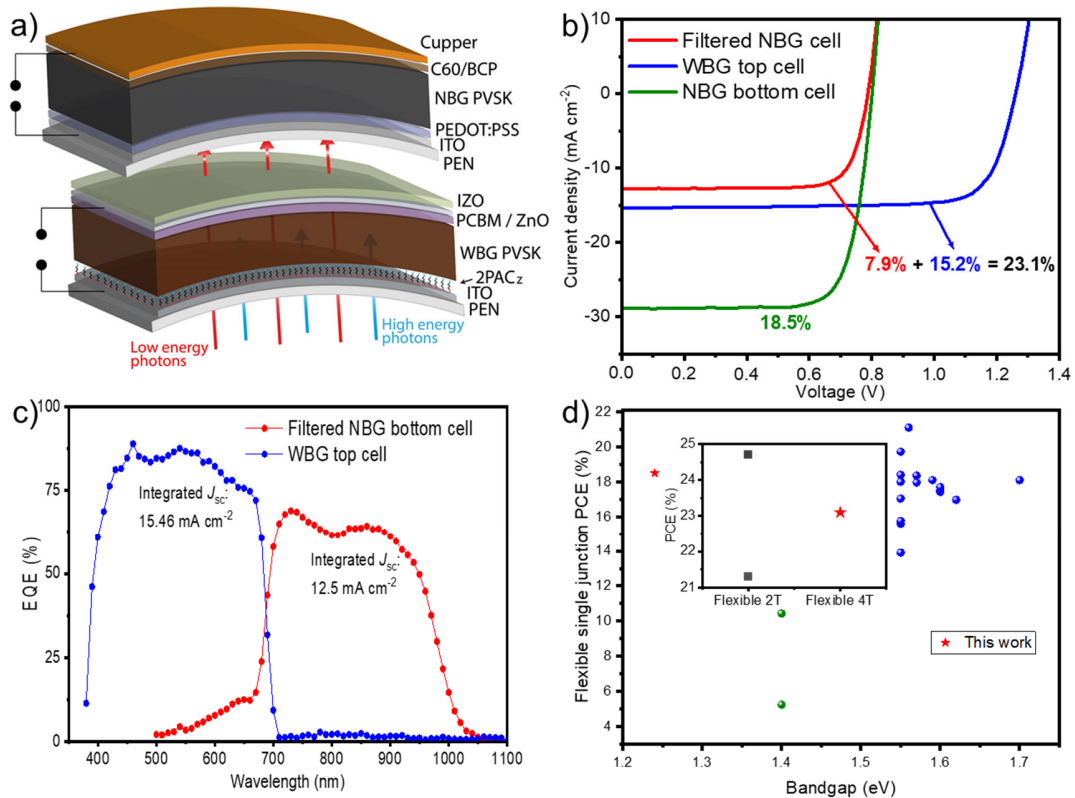 a)
Cupper
C60/BCP
NBG PVSK
PEDOT:PSS
ITO
PEN
IZO
PCBM / ZnO
WBG PVSK
2PACz
ITO
PEN
Low energy
photons
High energy
photons
b)
Filtered NBG cell
WBG top cell
NBG bottom cell
7.9% + 15.2% = 23.1%
18.5%
Current density (mA cm-2)
10
0
-10
-20
-30
0.0 0.2 0.4 0.6 0.8 1.0 1.2 1.4
Voltage (V)
c)
Filtered NBG bottom cell
WBG top cell
Integrated Jsc:
15.46 mA cm-2
Integrated Jsc:
12.5 mA cm-2
EQE (%)
100
75
50
25
0
400 500 600 700 800 900 1000 1100
Wavelength (nm)
d)
Flexible single junction PCE (%)
22
20
18
16
14
12
10
8
6
4
PCE (%)
25
24
23
22
21
Flexible 2T Flexible 4T
This work
1.2 1.3 1.4 1.5 1.6 1.7
Bandgap (eV)